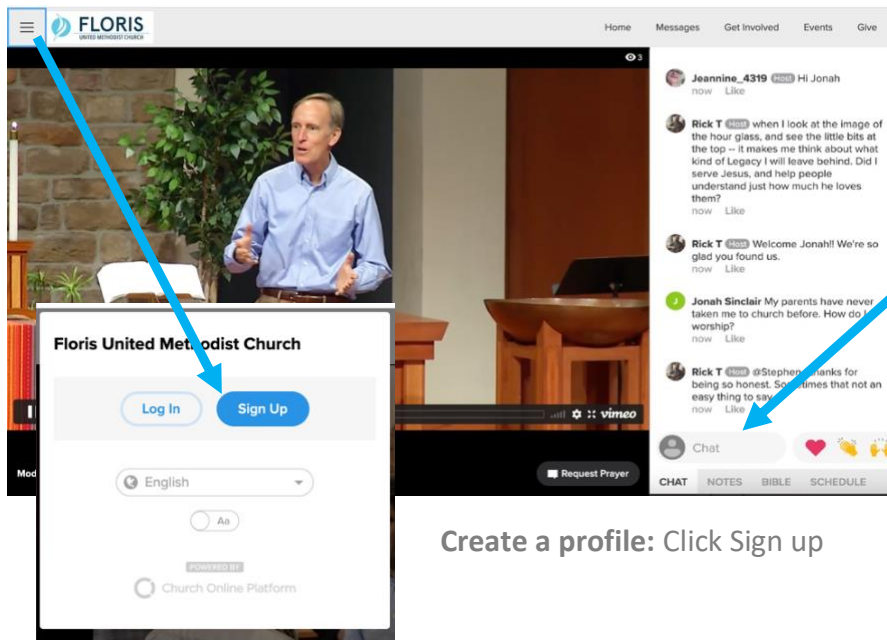 FLORIS
UNITED METHODIST CHURCH
Home Messages Get Involved Events Give
3
Jeannine_4319 Host Hi Jonah
now Like
Rick T Host when I look at the image of
the hour glass, and see the little bits at
the top -- it makes me think about what
kind of Legacy I will leave behind. Did I
serve Jesus, and help people
understand just how much he loves
them?
now Like
Rick T Host Welcome Jonah!! We're so
glad you found us.
now Like
J
Jonah Sinclair My parents have never
taken me to church before. How do I
worship?
now Like
Rick T Host @Stephen thanks for
being so honest. Sometimes that not an
easy thing to say
now Like
Chat
CHAT NOTES BIBLE SCHEDULE
vimeo
Mod
Request Prayer
Floris United Methodist Church
Log In Sign Up
English
Aa
POWERED BY
Church Online Platform
Create a profile: Click Sign up